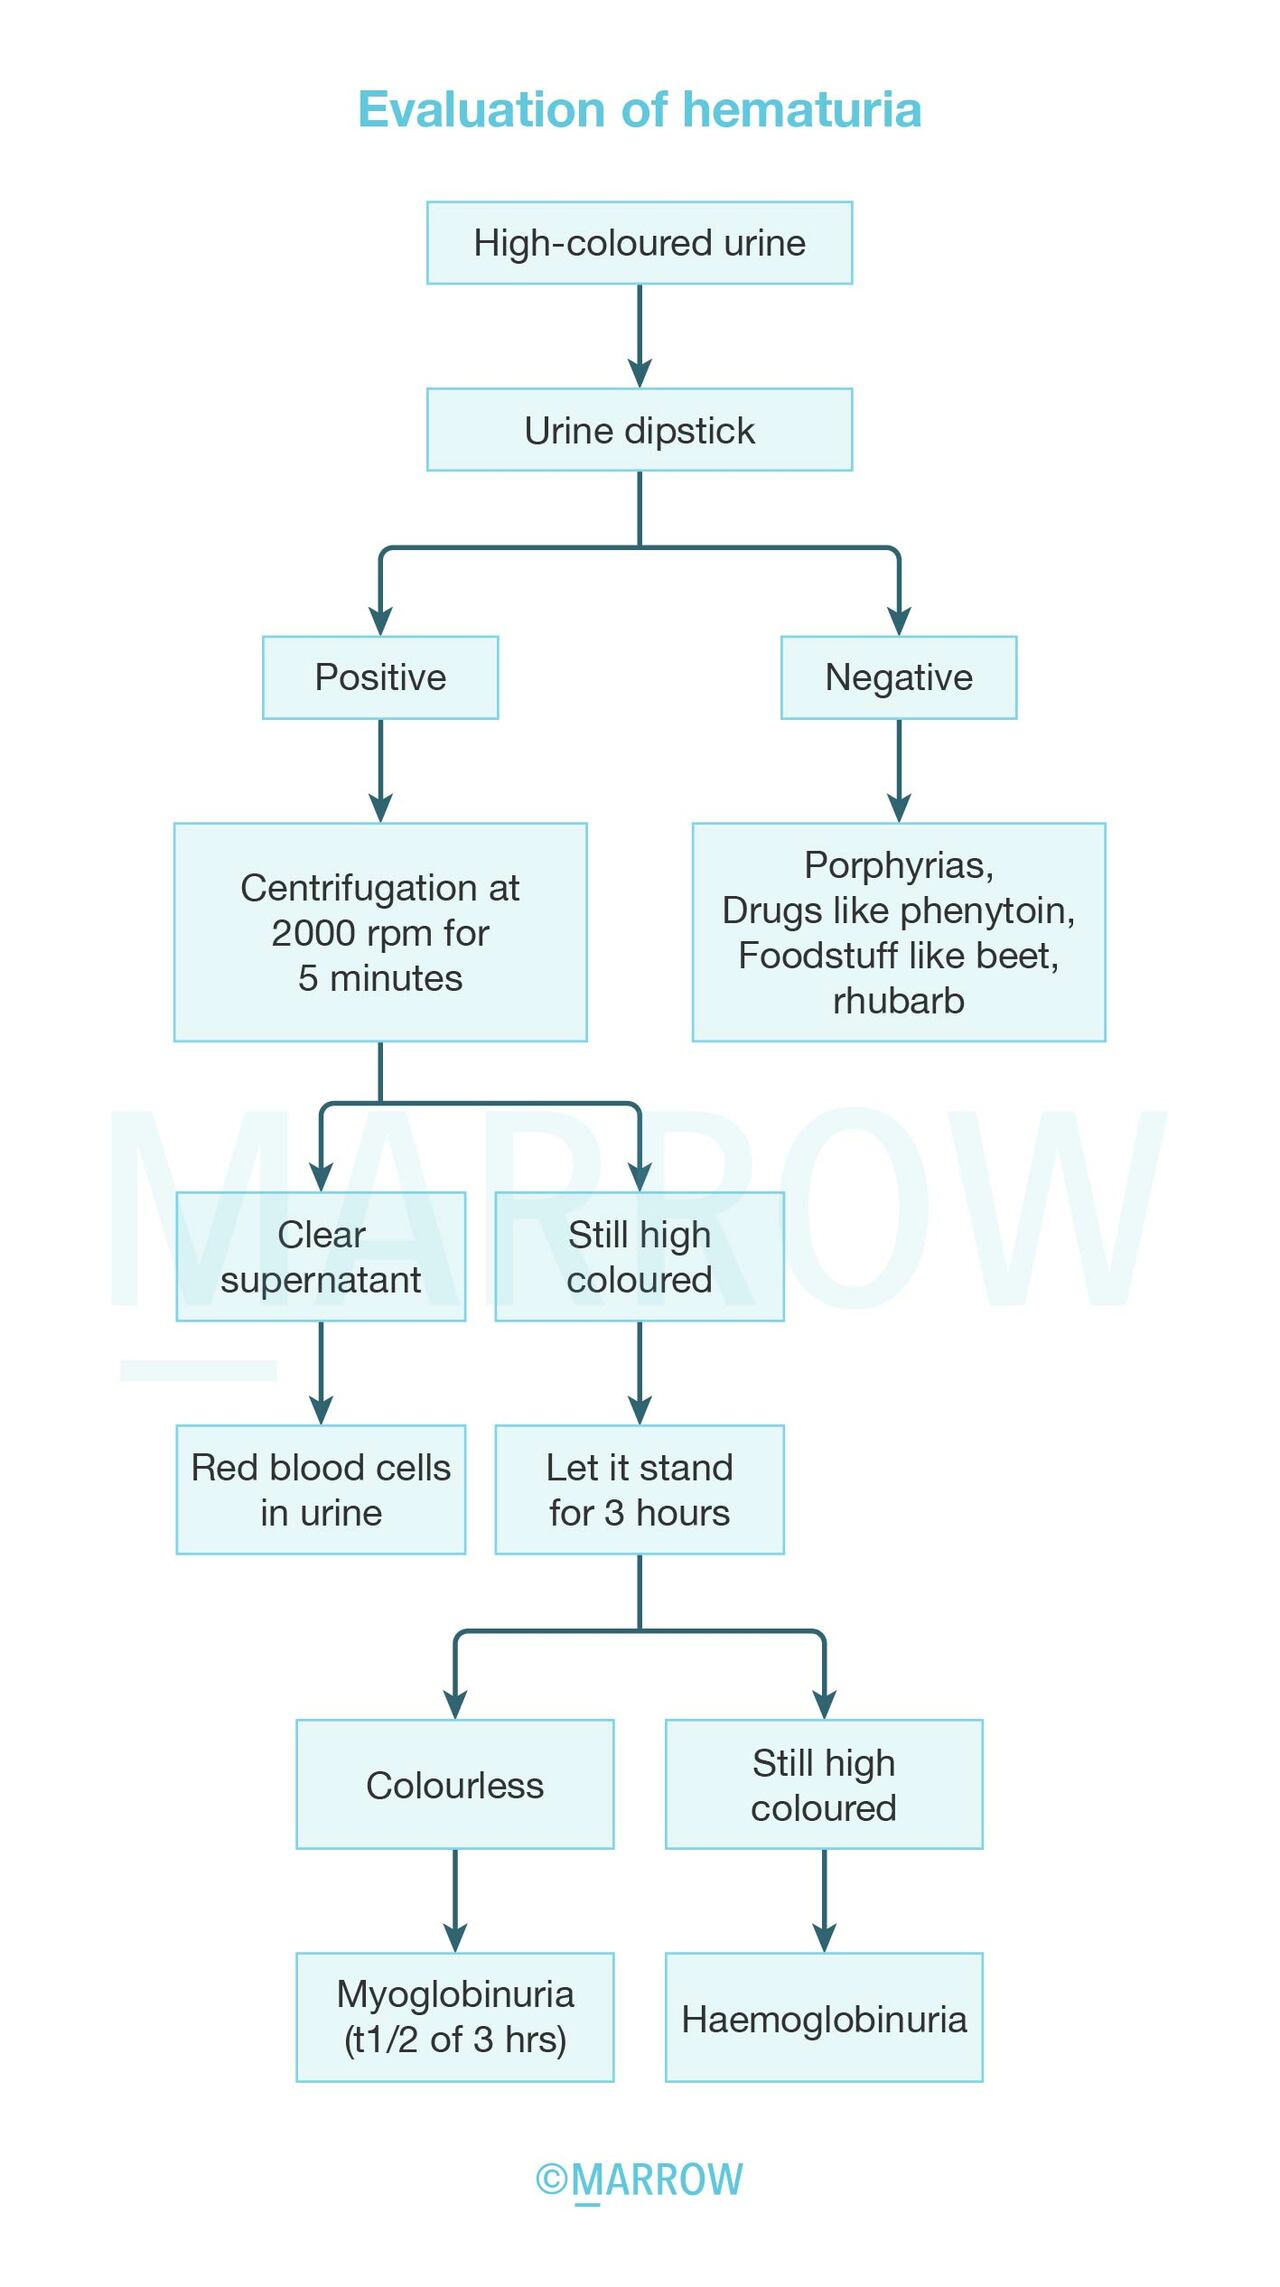 Evaluation of hematuria
High-coloured urine
Urine dipstick
Positive
Negative
Centrifugation at
2000 rpm for
5 minutes
Porphyrias,
Drugs like phenytoin,
Foodstuff like beet,
rhubarb
MARROW
Clear
supernatant
Still high
coloured
Red blood cells
in urine
Let it stand
for 3 hours
Colourless
Still high
coloured
Myoglobinuria
(t1/2 of 3 hrs)
Haemoglobinuria
©MARROW